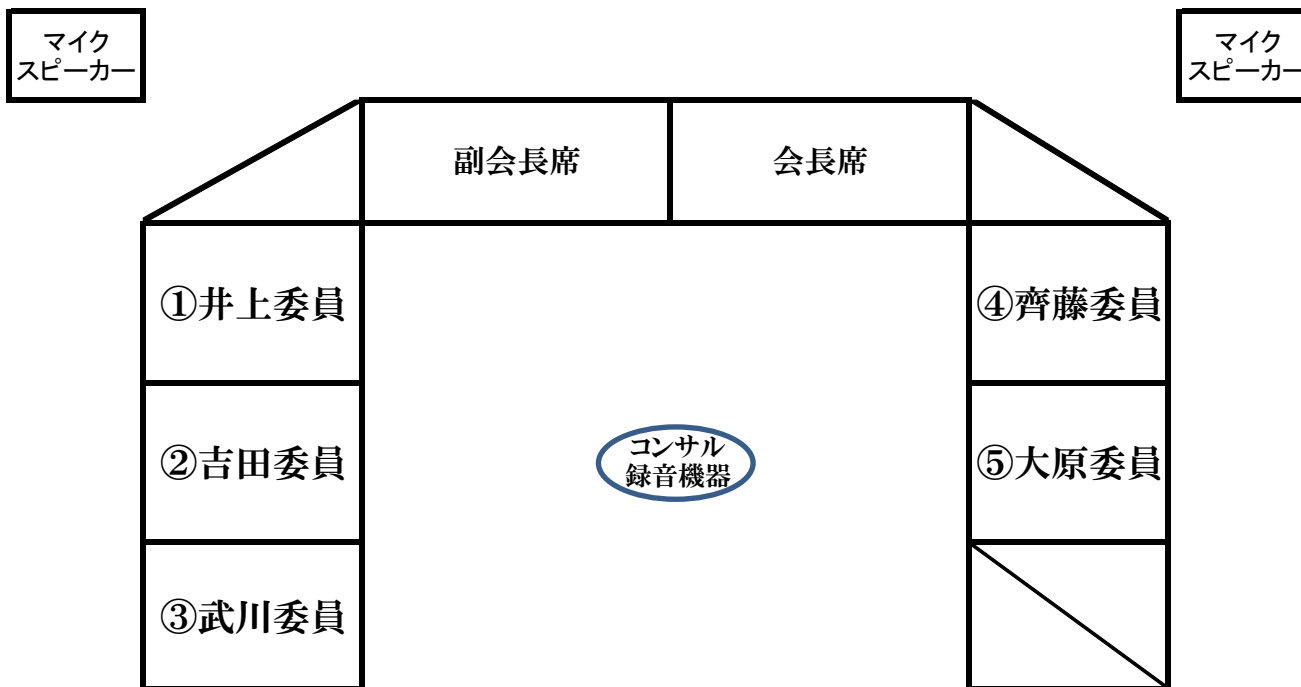 マイク
スピーカー
マイク
スピーカー
副会長席
会長席
①井上委員
④齊藤委員
コンサル
録音機器
②吉田委員
⑤大原委員
③武川委員